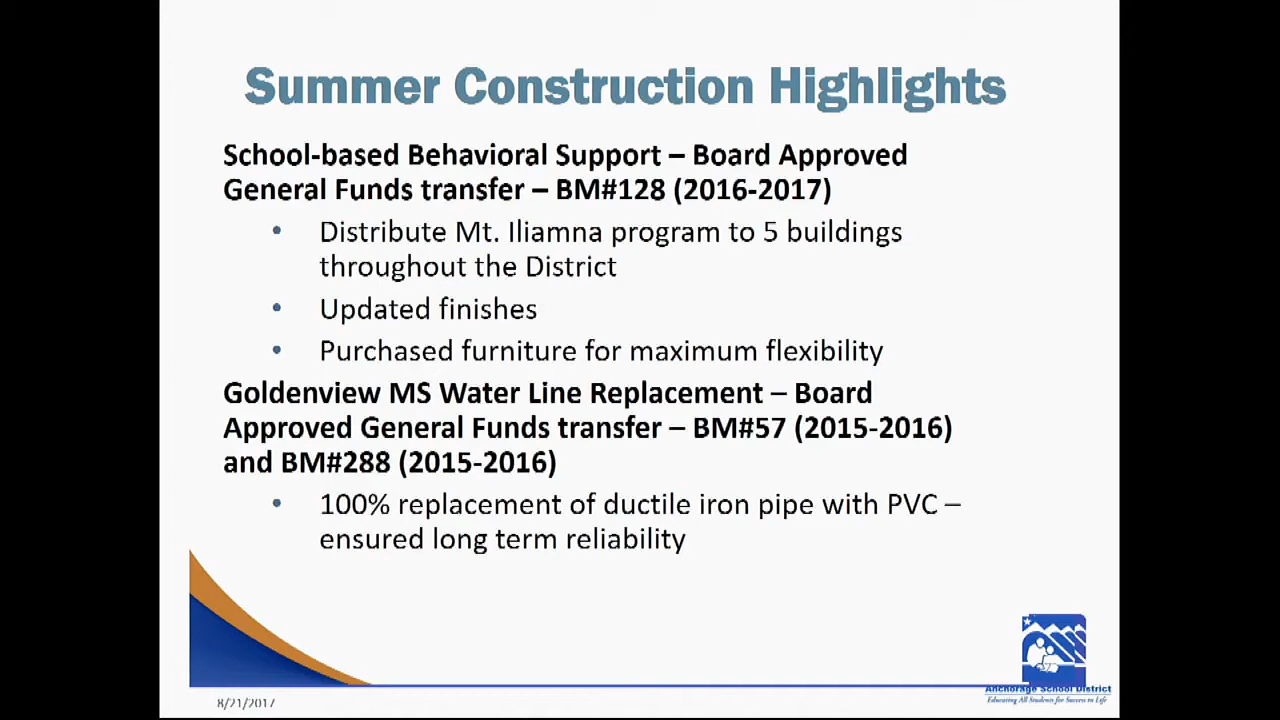 Summer Construction Highlights
School-based Behavioral Support – Board Approved
General Funds transfer – BM#128 (2016-2017)
• Distribute Mt. Iliamna program to 5 buildings
throughout the District
• Updated finishes
• Purchased furniture for maximum flexibility
Goldenview MS Water Line Replacement – Board
Approved General Funds transfer – BM#57 (2015-2016)
and BM#288 (2015-2016)
• 100% replacement of ductile iron pipe with PVC –
ensured long term reliability
8/21/2017
Anchorage School District
Educating All Students for Success in Life